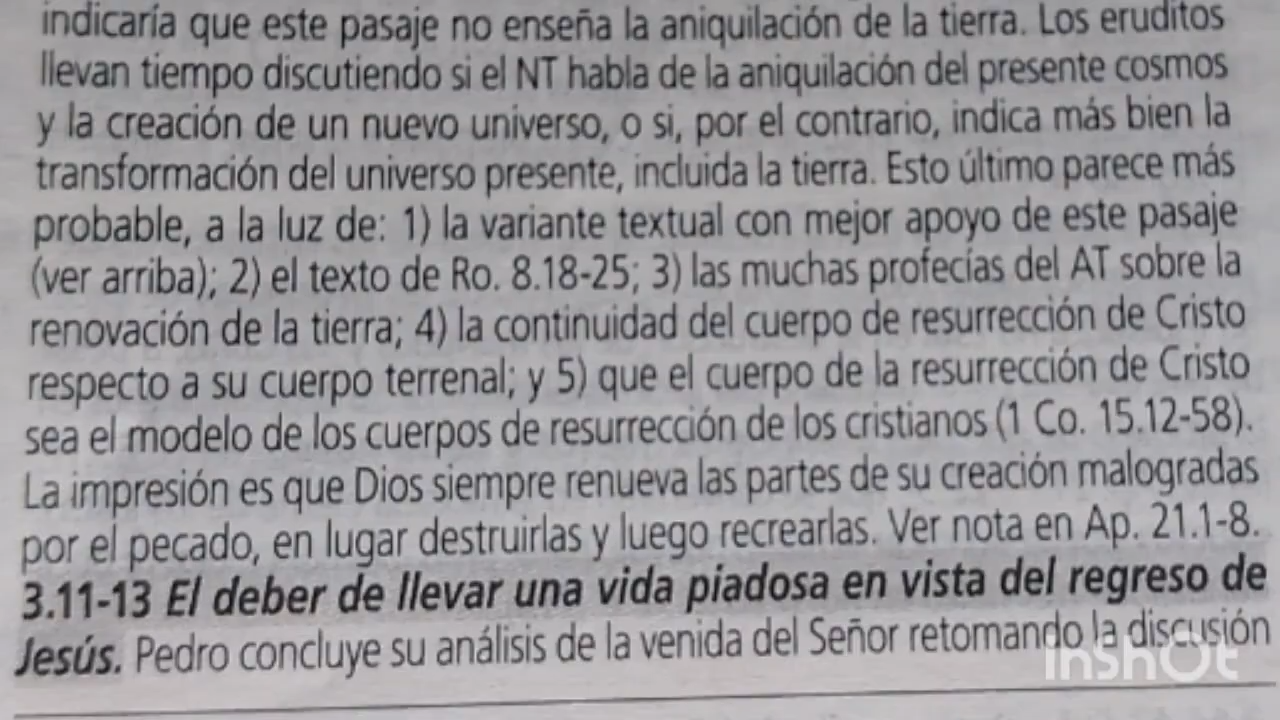 indicaría que este pasaje no enseña la aniquilación de la tierra. Los eruditos
llevan tiempo discutiendo si el NT habla de la aniquilación del presente cosmos
y la creación de un nuevo universo, o si, por el contrario, indica más bien la
transformación del universo presente, incluida la tierra. Esto último parece más
probable, a la luz de: 1) la variante textual con mejor apoyo de este pasaje
(ver arriba); 2) el texto de Ro. 8.18-25; 3) las muchas profecías del AT sobre la
renovación de la tierra; 4) la continuidad del cuerpo de resurrección de Cristo
respecto a su cuerpo terrenal; y 5) que el cuerpo de la resurrección de Cristo
sea el modelo de los cuerpos de resurrección de los cristianos (1 Co. 15.12-58).
La impresión es que Dios siempre renueva las partes de su creación malogradas
por el pecado, en lugar destruirlas y luego recrearlas. Ver nota en Ap. 21.1-8.
3.11-13 El deber de llevar una vida piadosa en vista del regreso de
Jesús. Pedro concluye su análisis de la venida del Señor retomando la discusión
inshOt